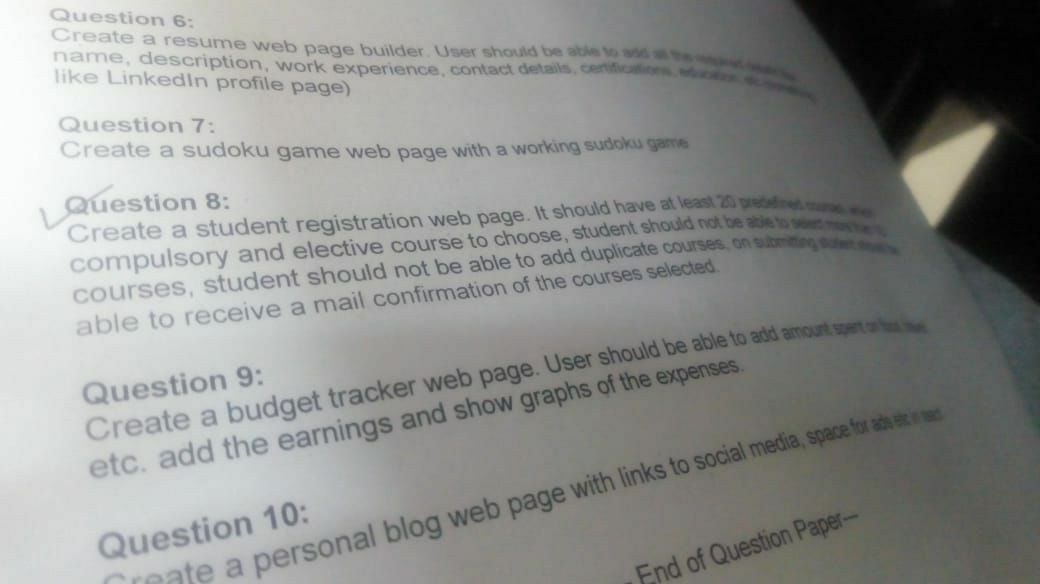 Question 6:
Create a resume web page builder. User should be able to add all the required
name, description, work experience, contact details, certifications, education etc
like LinkedIn profile page)
Question 7:
Create a sudoku game web page with a working sudoku game
Question 8:
Create a student registration web page. It should have at least 20 predefined courses,
compulsory and elective course to choose, student should not be able to select more than
courses, student should not be able to add duplicate courses, on submitting student should be
able to receive a mail confirmation of the courses selected.
Question 9:
Create a budget tracker web page. User should be able to add amount spent on food,
etc. add the earnings and show graphs of the expenses.
Question 10:
Create a personal blog web page with links to social media, space for ads etc in
End of Question Paper---